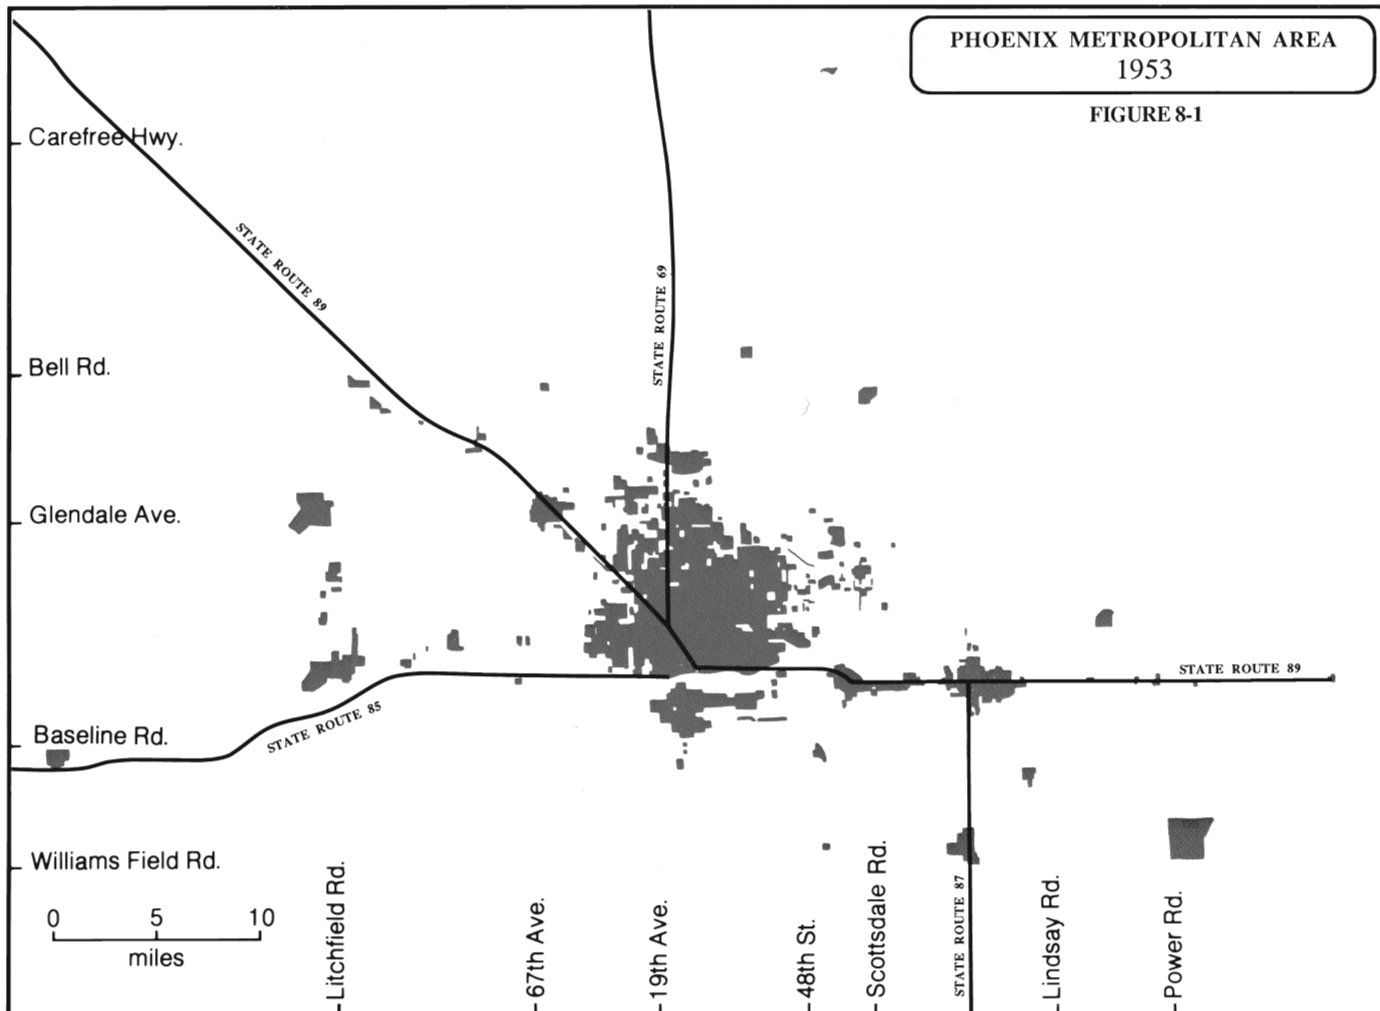 PHOENIX METROPOLITAN AREA
1953
FIGURE 8-1
Carefree Hwy.
STATE ROUTE 89
STATE ROUTE 69
Bell Rd.
Glendale Ave.
STATE ROUTE 89
Baseline Rd.
STATE ROUTE 85
Williams Field Rd.
0 5 10
miles
Litchfield Rd.
67th Ave.
19th Ave.
48th St.
Scottsdale Rd.
STATE ROUTE 87
Lindsay Rd.
Power Rd.